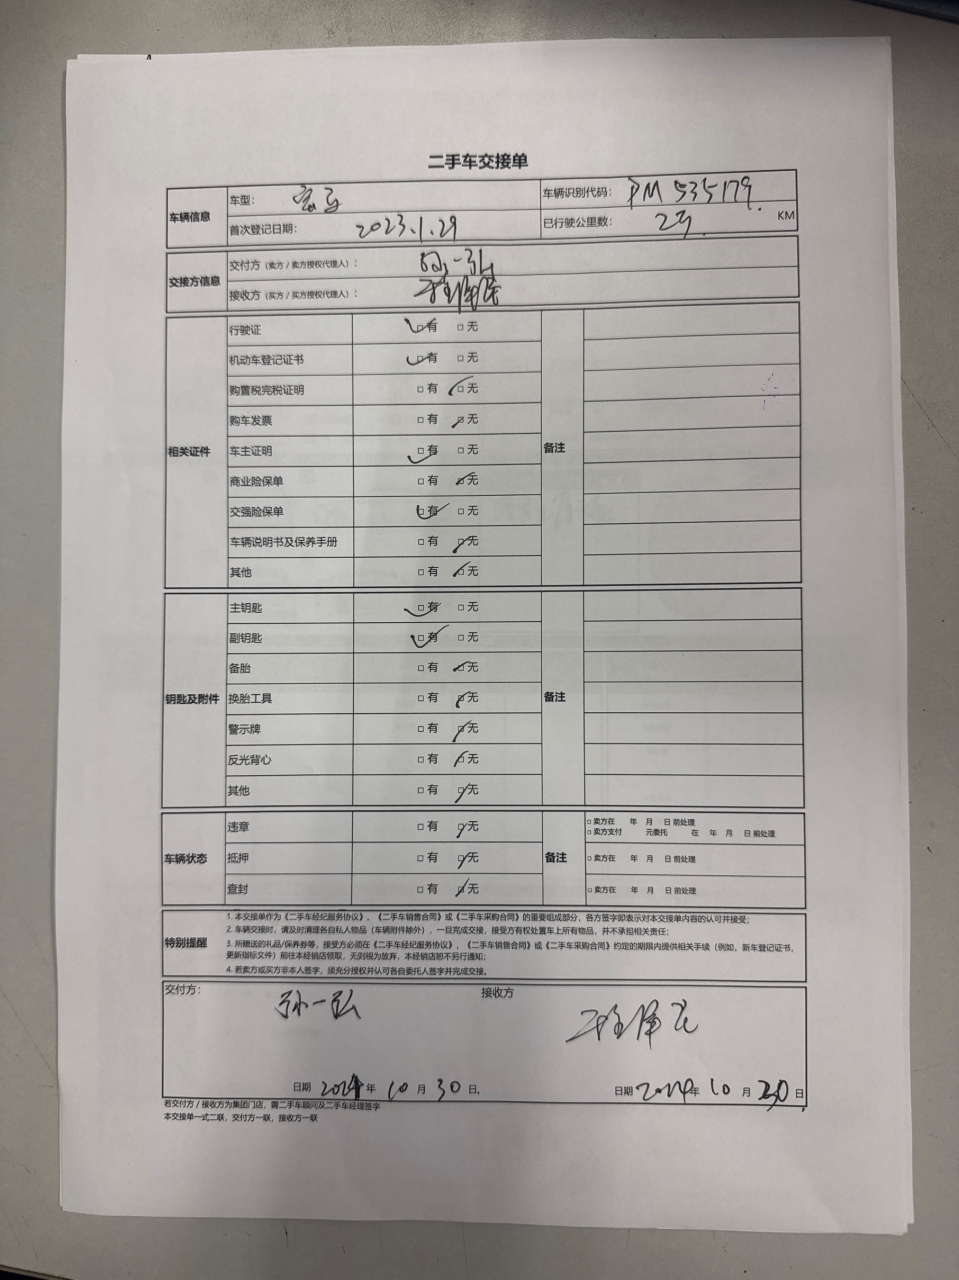 二手车交接单
车辆信息
车型: 宝马
车辆识别代码: PM 535179
首次登记日期: 2023.1.29
已行驶公里数: 2万 KM
交接方信息
交付方（卖方 / 卖方授权代理人）: 孙一弘
接收方（买方 / 买方授权代理人）:
相关证件
行驶证 □有 □无
机动车登记证书 □有 □无
购置税完税证明 □有 □无
购车发票 □有 □无
车主证明 □有 □无
备注
商业险保单 □有 □无
交强险保单 □有 □无
车辆说明书及保养手册 □有 □无
其他 □有 □无
钥匙及附件
主钥匙 □有 □无
副钥匙 □有 □无
备胎 □有 □无
换胎工具 □有 □无
备注
警示牌 □有 □无
反光背心 □有 □无
其他 □有 □无
车辆状态
违章 □有 □无
□卖方在 年 月 日前处理
□卖方支付 元委托 在 年 月 日前处理
抵押 □有 □无
备注
□卖方在 年 月 日前处理
查封 □有 □无
□卖方在 年 月 日前处理
特别提醒
1. 本交接单作为《二手车经纪服务协议》、《二手车销售合同》或《二手车采购合同》的重要组成部分，各方签字即表示对本交接单内容的认可并接受；
2. 车辆交接时，请及时清理各自私人物品（车辆附件除外），一旦完成交接，接受方有权处置车上所有物品，并不承担相关责任；
3. 所赠送的礼品/保养券等，接受方必须在《二手车经纪服务协议》，《二手车销售合同》或《二手车采购合同》约定的期限内提供相关手续（例如，新车登记证书、
更新指标文件）前往本经销店领取，无则视为放弃，本经销店恕不另行通知；
4. 若卖方或买方非本人签字，须充分授权并认可各自委托人签字并完成交接。
交付方: 孙一弘
接收方
日期 2024年 10 月 30 日
日期 2024年 10 月 30 日
若交付方 / 接收方为集团门店，需二手车顾问及二手车经理签字
本交接单一式二联，交付方一联，接收方一联